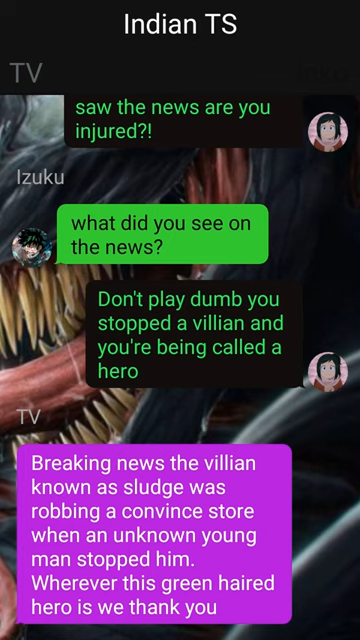 Indian TS
TV
saw the news are you
injured?!
Izuku
what did you see on
the news?
Don't play dumb you
stopped a villian and
you're being called a
hero
TV
Breaking news the villian
known as sludge was
robbing a convince store
when an unknown young
man stopped him.
Wherever this green haired
hero is we thank you